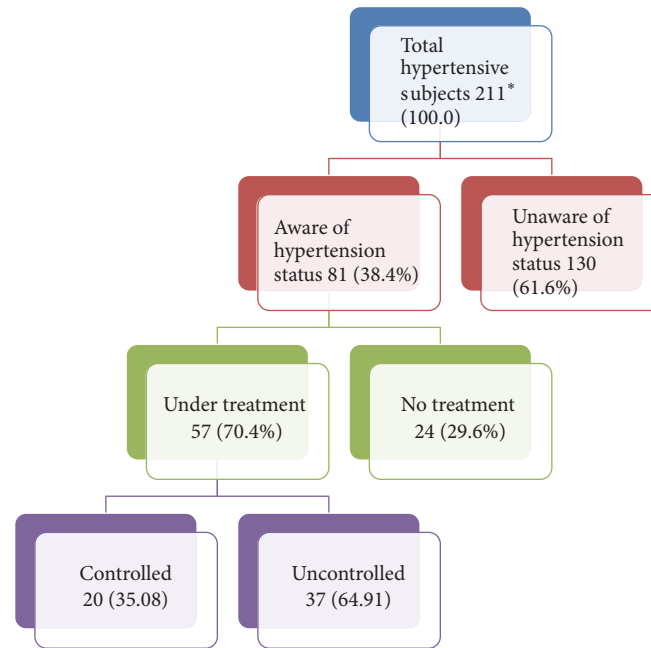 Total
hypertensive
subjects 211*
(100.0)
Aware of
hypertension
status 81 (38.4%)
Unaware of
hypertension
status 130
(61.6%)
Under treatment
57 (70.4%)
No treatment
24 (29.6%)
Controlled
20 (35.08)
Uncontrolled
37 (64.91)